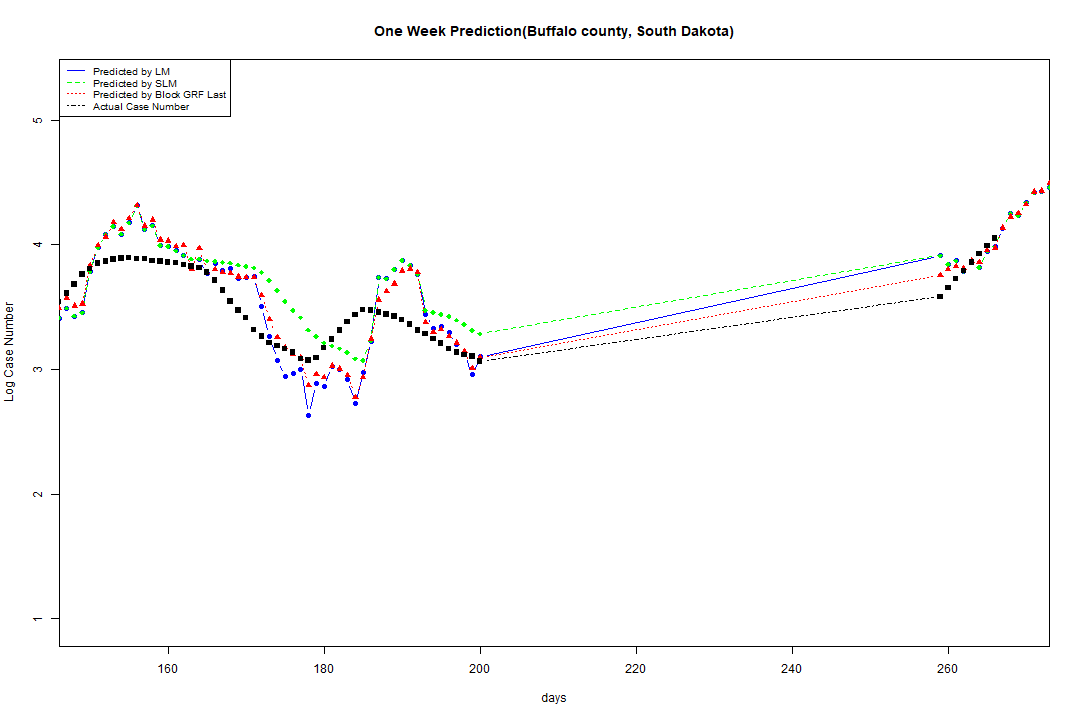 One Week Prediction(Buffalo county, South Dakota)
Predicted by LM
Predicted by SLM
Predicted by Block GRF Last
Actual Case Number
5
4
3
2
1
Log Case Number
160 180 200 220 240 260
days